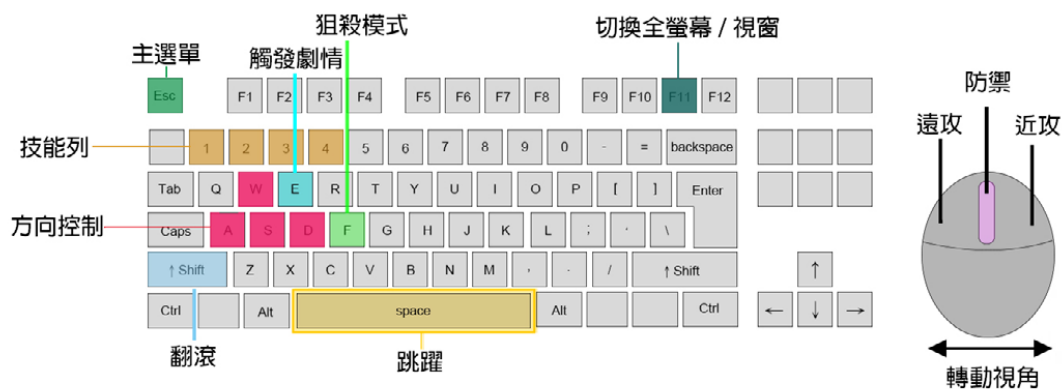 狙殺模式
切換全螢幕 / 視窗
主選單
觸發劇情
Esc F1 F2 F3 F4 F5 F6 F7 F8 F9 F10 F11 F12
防禦
遠攻
近攻
技能列
1 2 3 4 5 6 7 8 9 0 - = backspace
Tab Q W E R T Y U I O P [ ] Enter
方向控制
Caps A S D F G H J K L ; ' \
↑ Shift Z X C V B N M , . / ↑ Shift ↑
Ctrl Alt space Alt Ctrl ← ↓ →
翻滾
跳躍
轉動視角